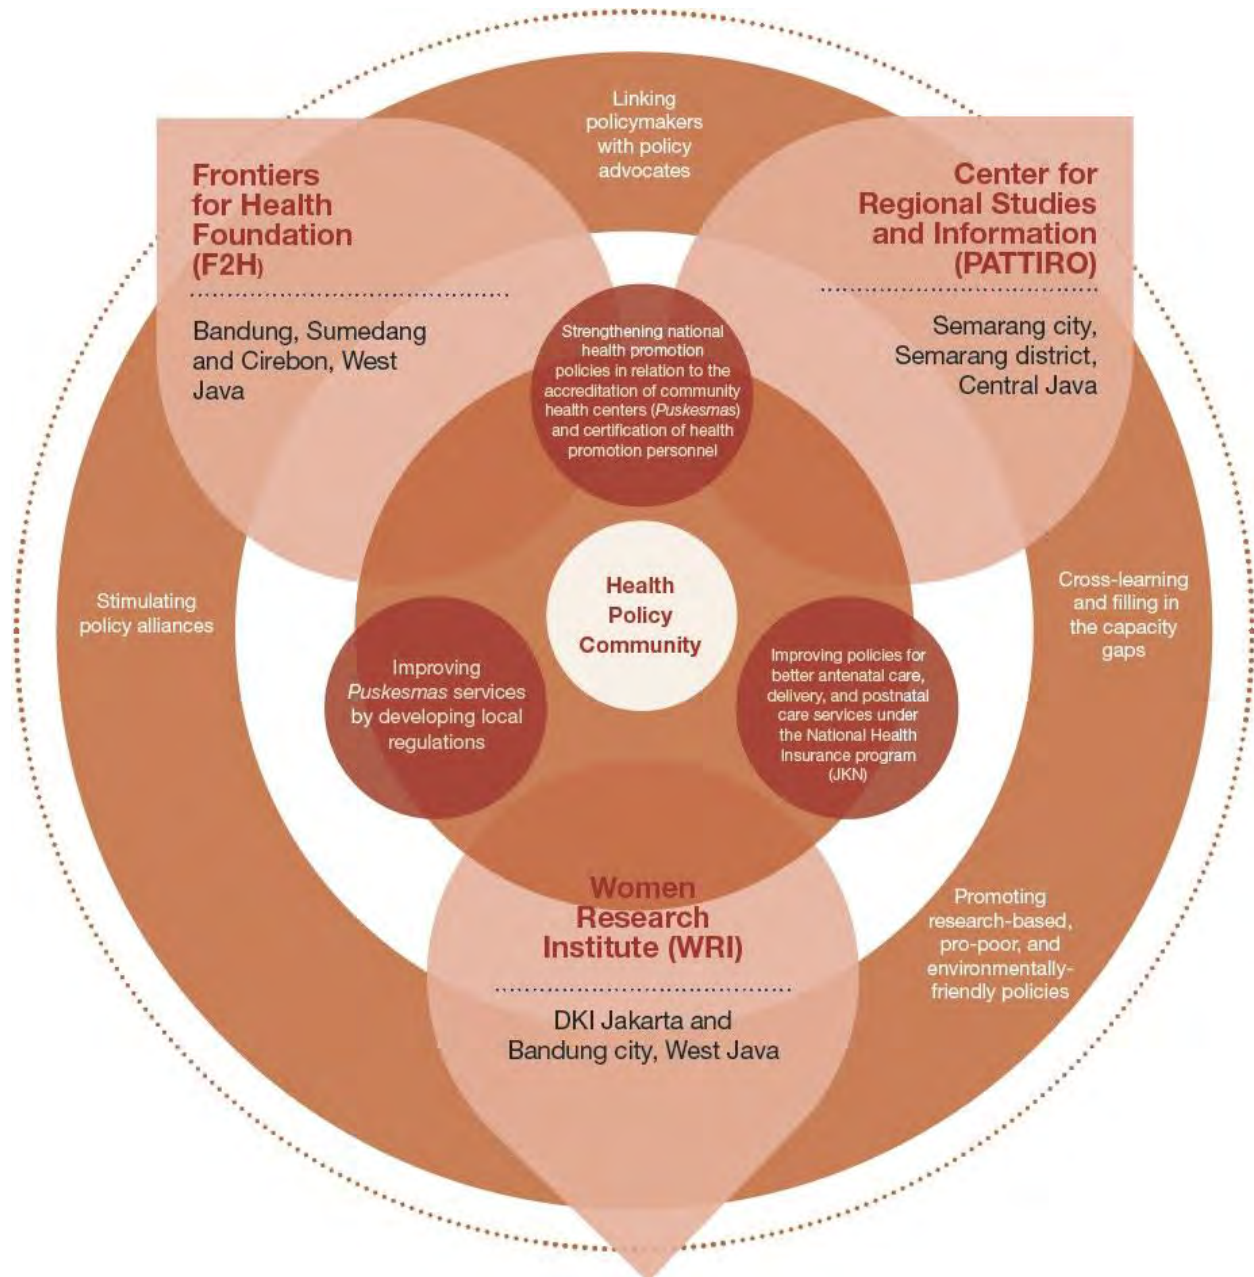 Linking
policymakers
with policy
advocates
Frontiers
for Health
Foundation
(F2H)
Bandung, Sumedang
and Cirebon, West
Java
Center for
Regional Studies
and Information
(PATTIRO)
Semarang city,
Semarang district,
Central Java
Strengthening national
health promotion
policies in relation to the
accreditation of community
health centers (Puskesmas)
and certification of health
promotion personnel
Stimulating
policy alliances
Health
Policy
Community
Cross-learning
and filling in
the capacity
gaps
Improving
Puskesmas services
by developing local
regulations
Improving policies for
better antenatal care,
delivery, and postnatal
care services under
the National Health
Insurance program
(JKN)
Women
Research
Institute (WRI)
DKI Jakarta and
Bandung city, West Java
Promoting
research-based,
pro-poor, and
environmentally-
friendly policies